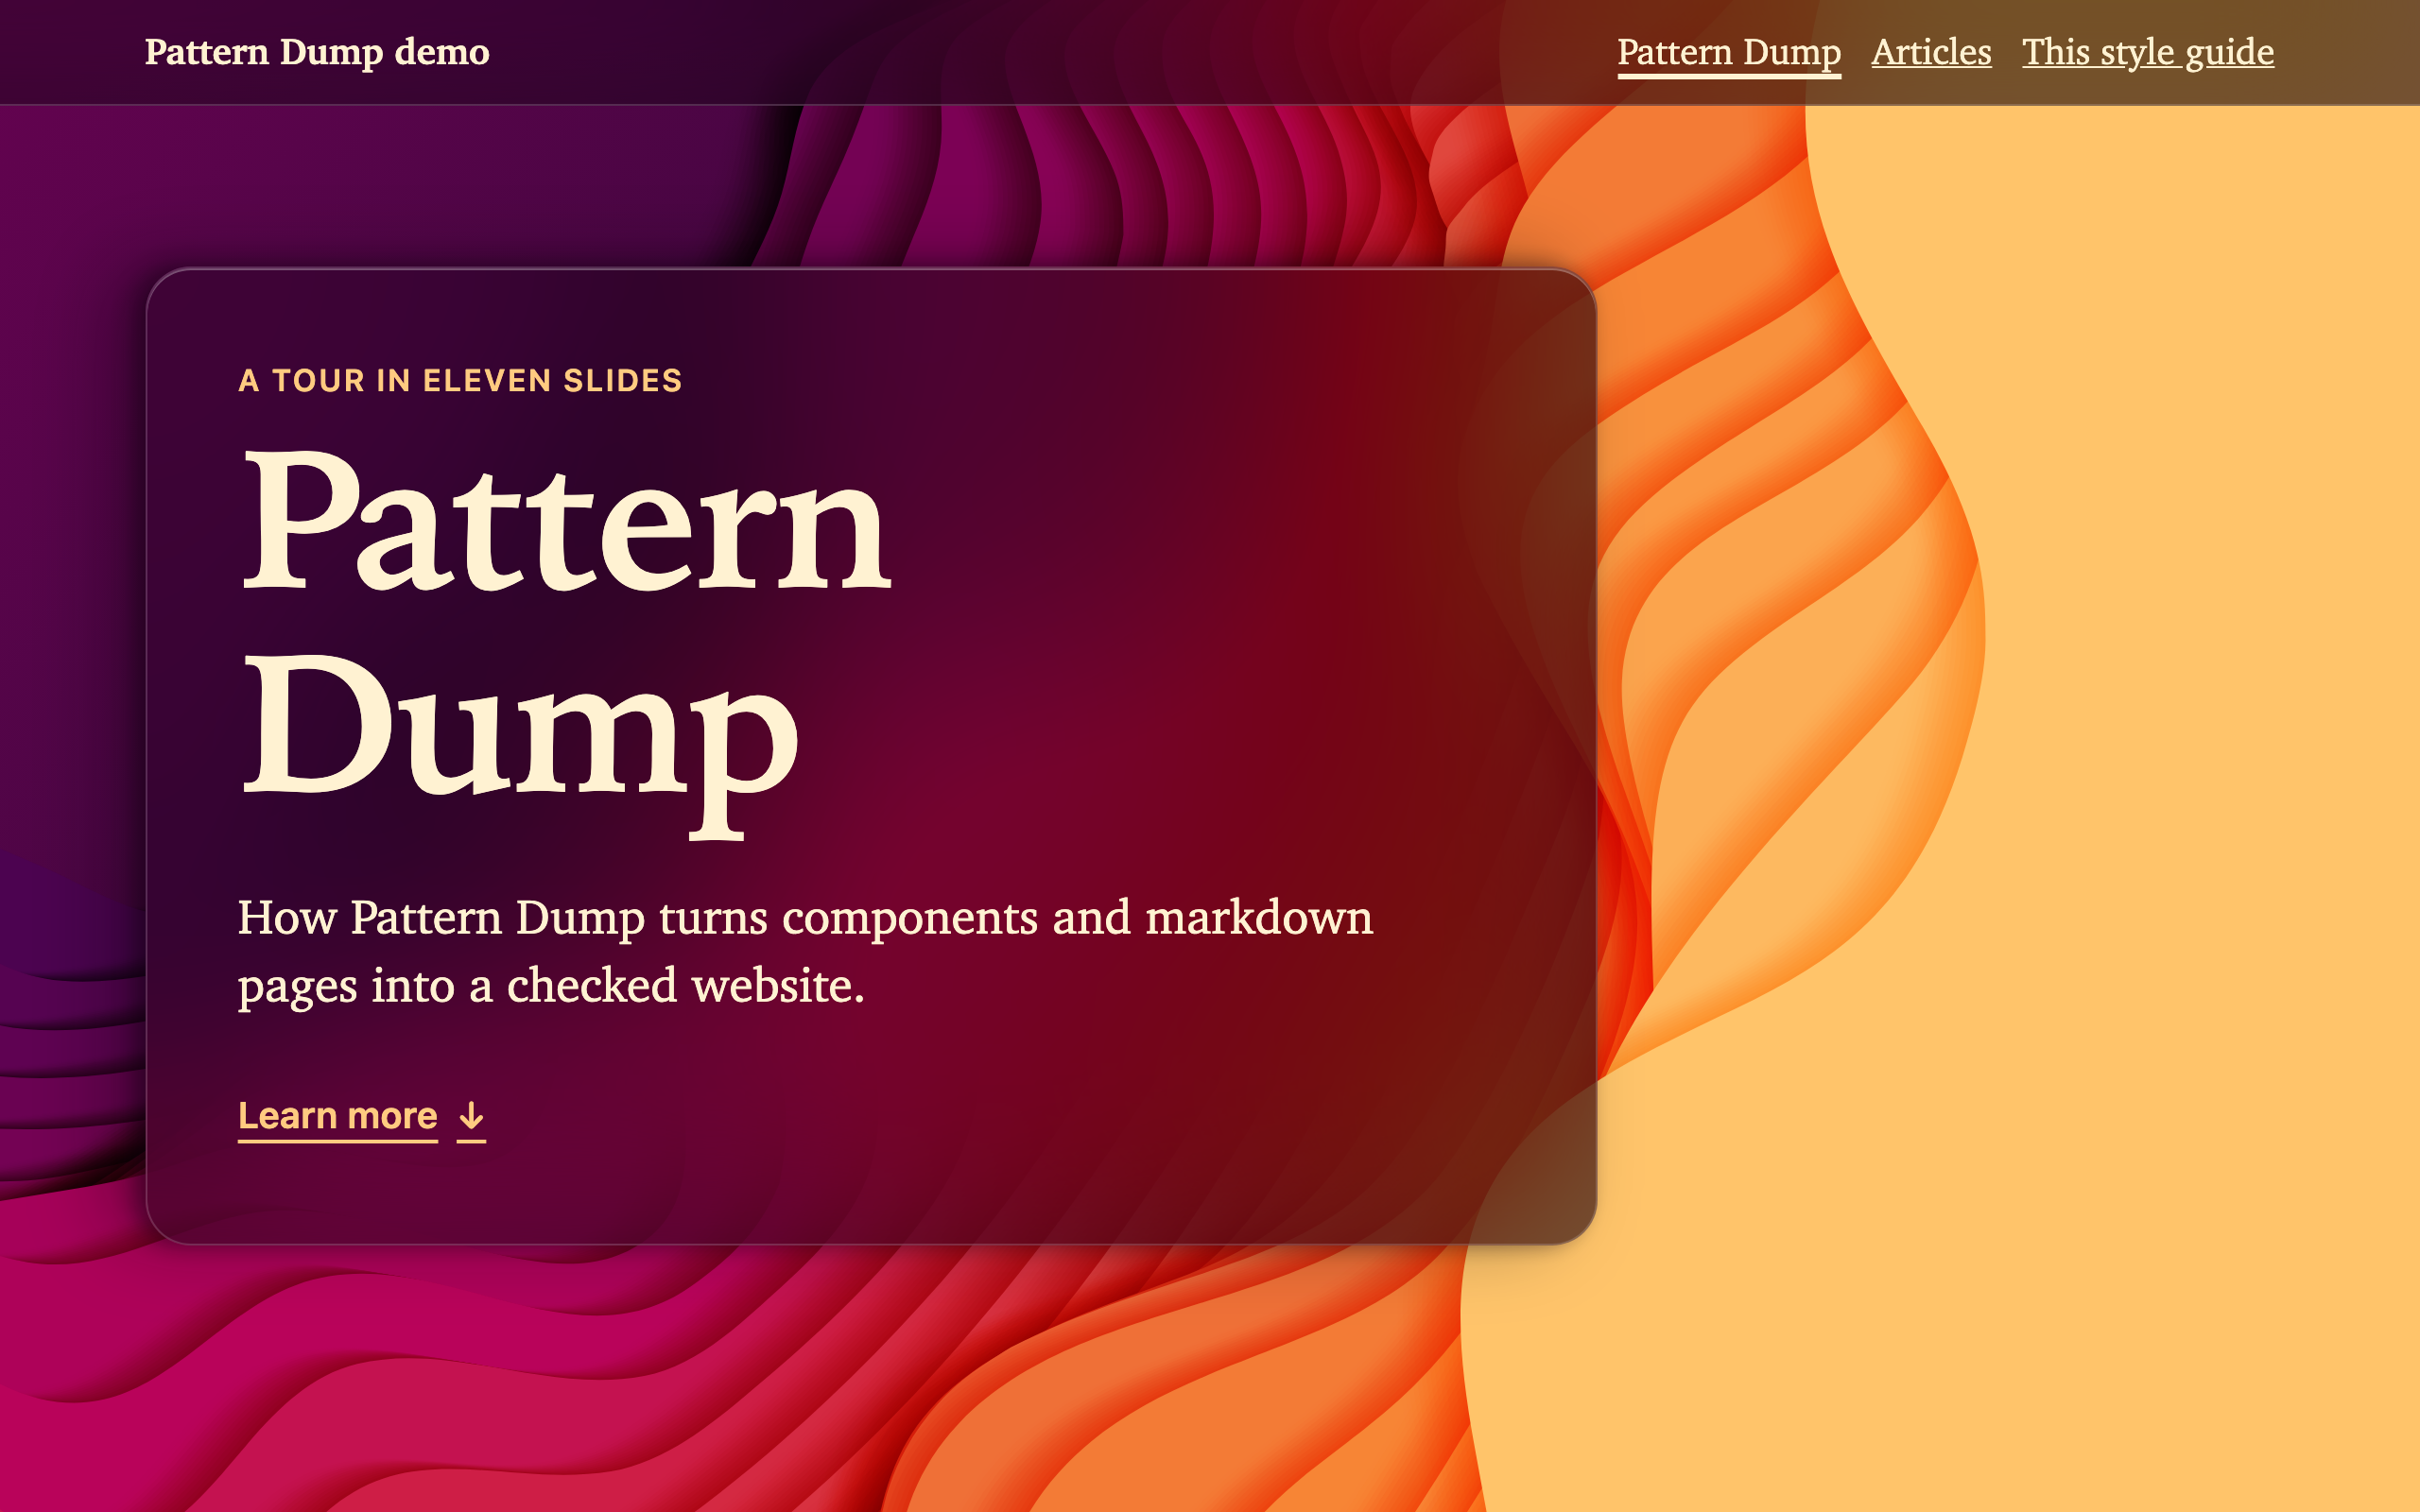 Pattern Dump demo
Pattern Dump Articles This style guide
A TOUR IN ELEVEN SLIDES
Pattern
Dump
How Pattern Dump turns components and markdown
pages into a checked website.
Learn more ↓